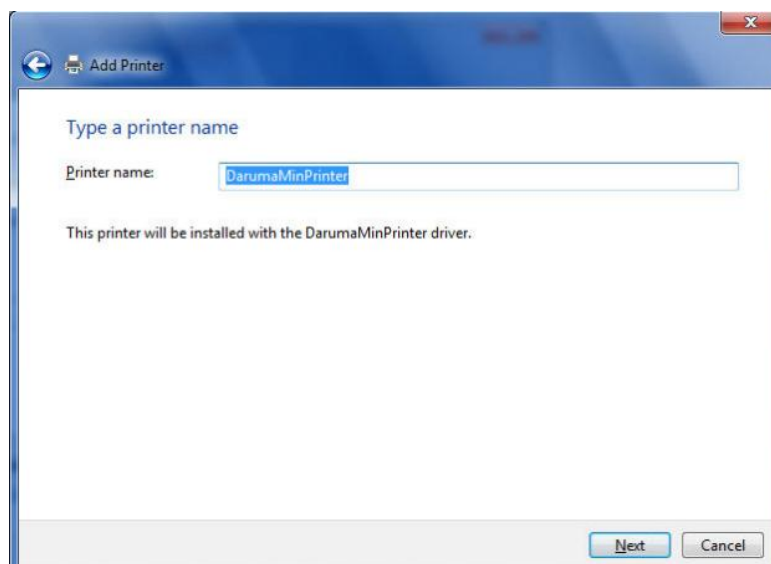 Add Printer
Type a printer name
Printer name: DarumaMinPrinter
This printer will be installed with the DarumaMinPrinter driver.
Next Cancel